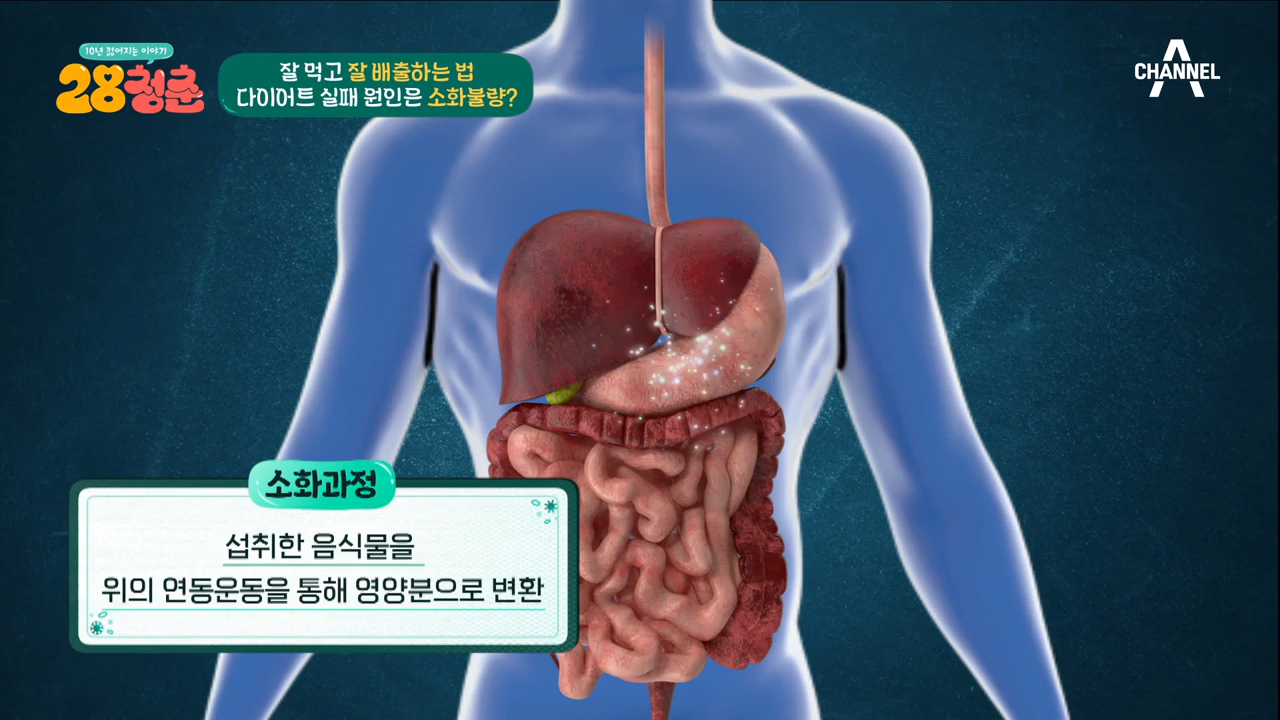 10년 젊어지는 이야기
28청춘
잘 먹고 잘 배출하는 법
다이어트 실패 원인은 소화불량?
CHANNEL A
소화과정
섭취한 음식물을
위의 연동운동을 통해 영양분으로 변환